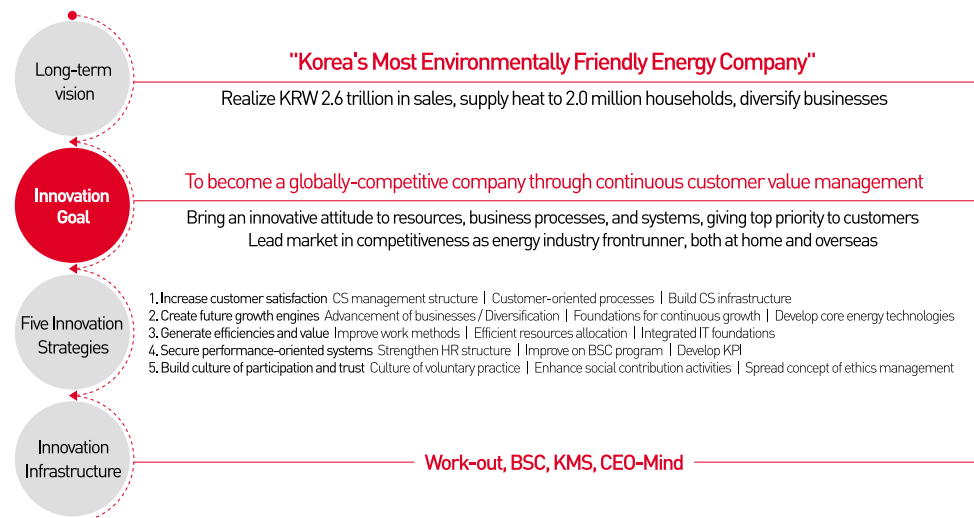 Long-term
vision
"Korea's Most Environmentally Friendly Energy Company"
Realize KRW 2.6 trillion in sales, supply heat to 2.0 million households, diversify businesses
Innovation
Goal
To become a globally-competitive company through continuous customer value management
Bring an innovative attitude to resources, business processes, and systems, giving top priority to customers
Lead market in competitiveness as energy industry frontrunner, both at home and overseas
Five Innovation
Strategies
1. Increase customer satisfaction CS management structure | Customer-oriented processes | Build CS infrastructure
2. Create future growth engines Advancement of businesses / Diversification | Foundations for continuous growth | Develop core energy technologies
3. Generate efficiencies and value Improve work methods | Efficient resources allocation | Integrated IT foundations
4. Secure performance-oriented systems Strengthen HR structure | Improve on BSC program | Develop KPI
5. Build culture of participation and trust Culture of voluntary practice | Enhance social contribution activities | Spread concept of ethics management
Innovation
Infrastructure
Work-out, BSC, KMS, CEO-Mind